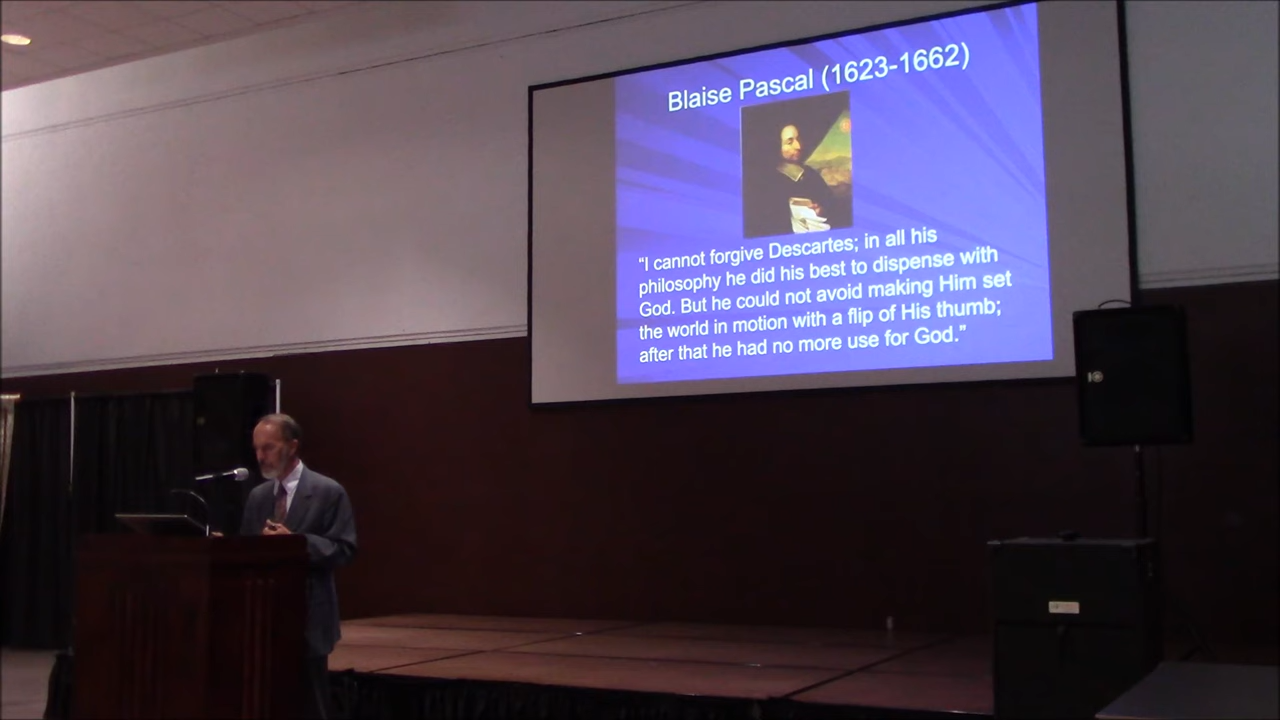 Blaise Pascal (1623-1662)
“I cannot forgive Descartes; in all his
philosophy he did his best to dispense with
God. But he could not avoid making Him set
the world in motion with a flip of His thumb;
after that he had no more use for God.”